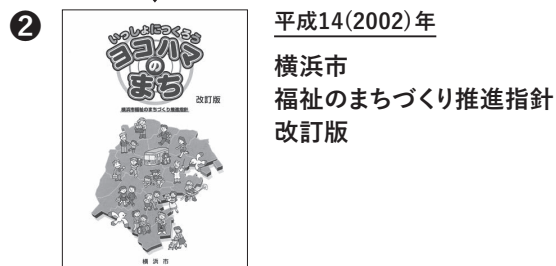 ❷
いっしょにつくろう
ヨコハマ
の
まち
改訂版
横浜市福祉のまちづくり推進指針
横浜市
平成14(2002)年
横浜市
福祉のまちづくり推進指針
改訂版